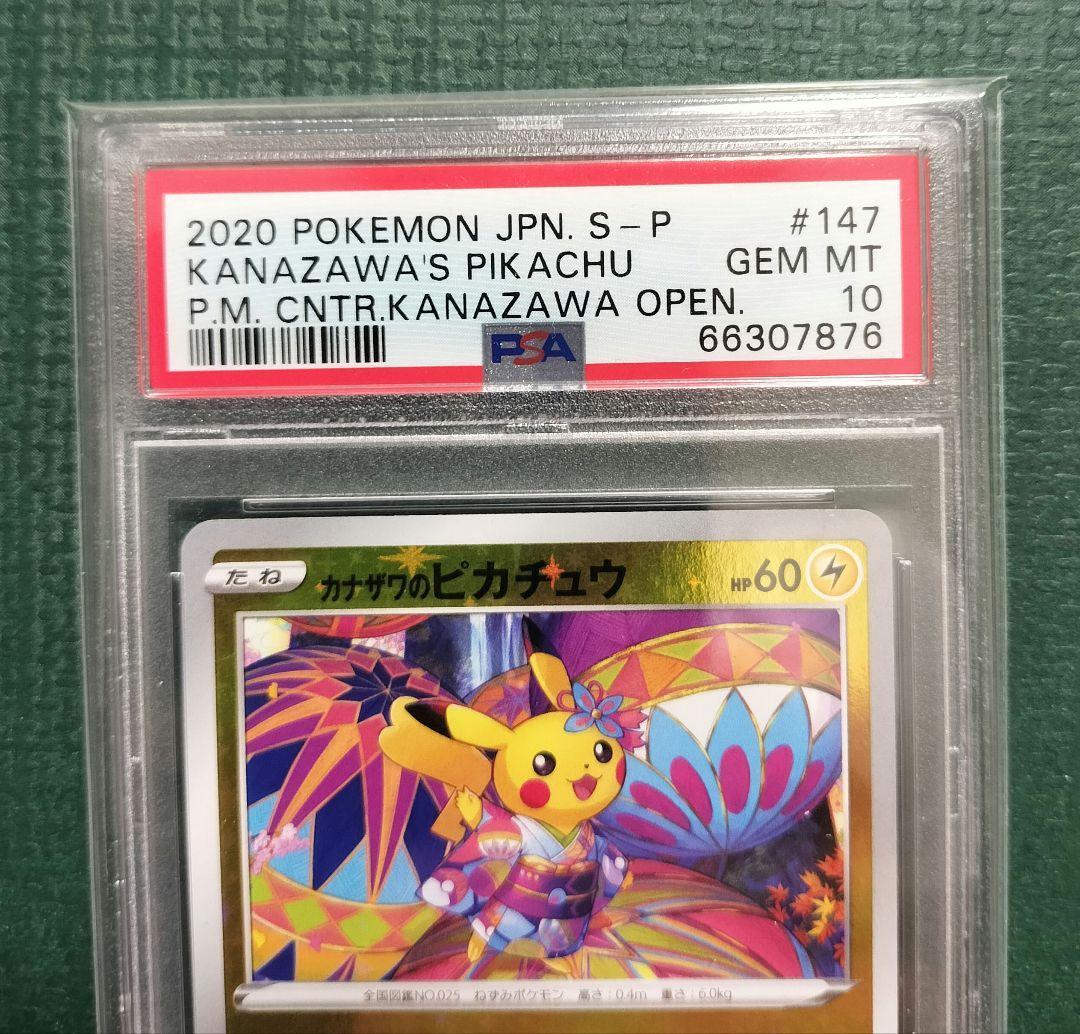 2020 POKEMON JPN. S-P #147
KANAZAWA'S PIKACHU GEM MT
P.M. CNTR.KANAZAWA OPEN. 10
66307876
PSA
たね カナザワのピカチュウ HP60
全国図鑑NO.025 ねずみポケモン 高さ:0.4m 重さ:6.0kg